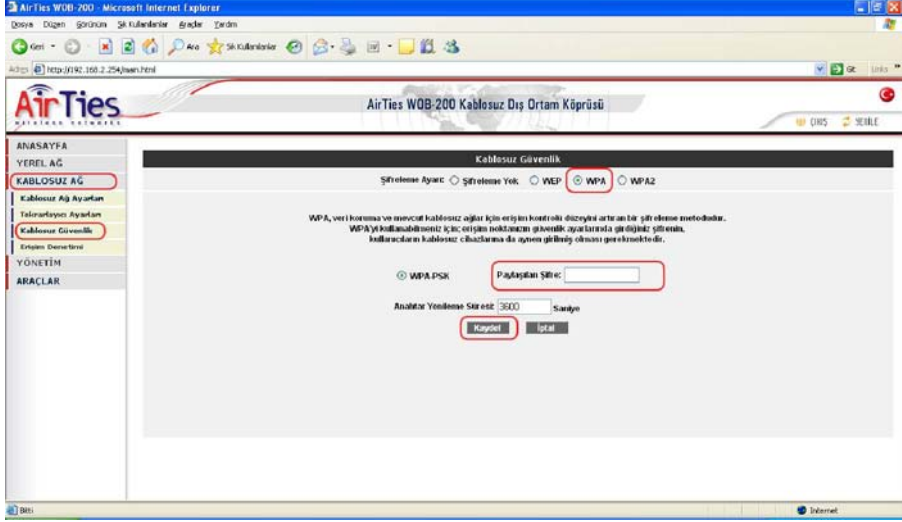 AirTies WOB-200 - Microsoft Internet Explorer
Dosya Düzen Görünüm Sık Kullanılanlar Araçlar Yardım
Geri Ara Sık Kullanılanlar
Adres http://192.168.2.254/main.html Git Links
AirTies
wireless networks
AirTies WOB-200 Kablosuz Dış Ortam Köprüsü
ÇIKIŞ YENİLE
ANASAYFA
YEREL AĞ
KABLOSUZ AĞ
Kablosuz Ağ Ayarları
Tekrarlayıcı Ayarları
Kablosuz Güvenlik
Erişim Denetimi
YÖNETİM
ARAÇLAR
Kablosuz Güvenlik
Şifreleme Ayarı: Şifreleme Yok WEP WPA WPA2
WPA, veri koruma ve mevcut kablosuz ağlar için erişim kontrolü düzeyini artıran bir şifreleme metodudur.
WPA'yı kullanabilmeniz için; erişim noktanızın güvenlik ayarlarında girdiğiniz şifrenin,
kullanıcıların kablosuz cihazlarına da aynen girilmiş olması gerekmektedir.
WPA-PSK Paylaşılan Şifre:
Anahtar Yenileme Süresi: 3600 Saniye
Kaydet İptal
Bitti Internet